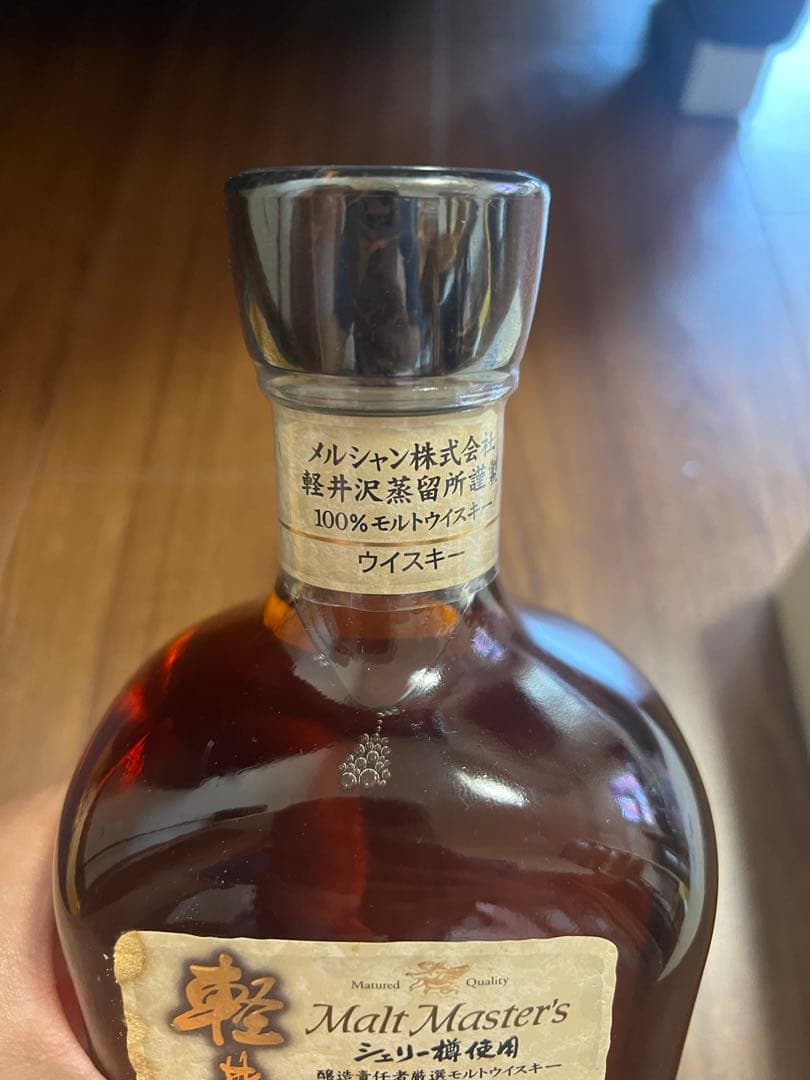 メルシャン株式会社
軽井沢蒸留所謹製
100%モルトウイスキー
ウイスキー
Matured Quality
軽井
Malt Master's
シェリー樽使用
醸造責任者厳選モルトウイスキー